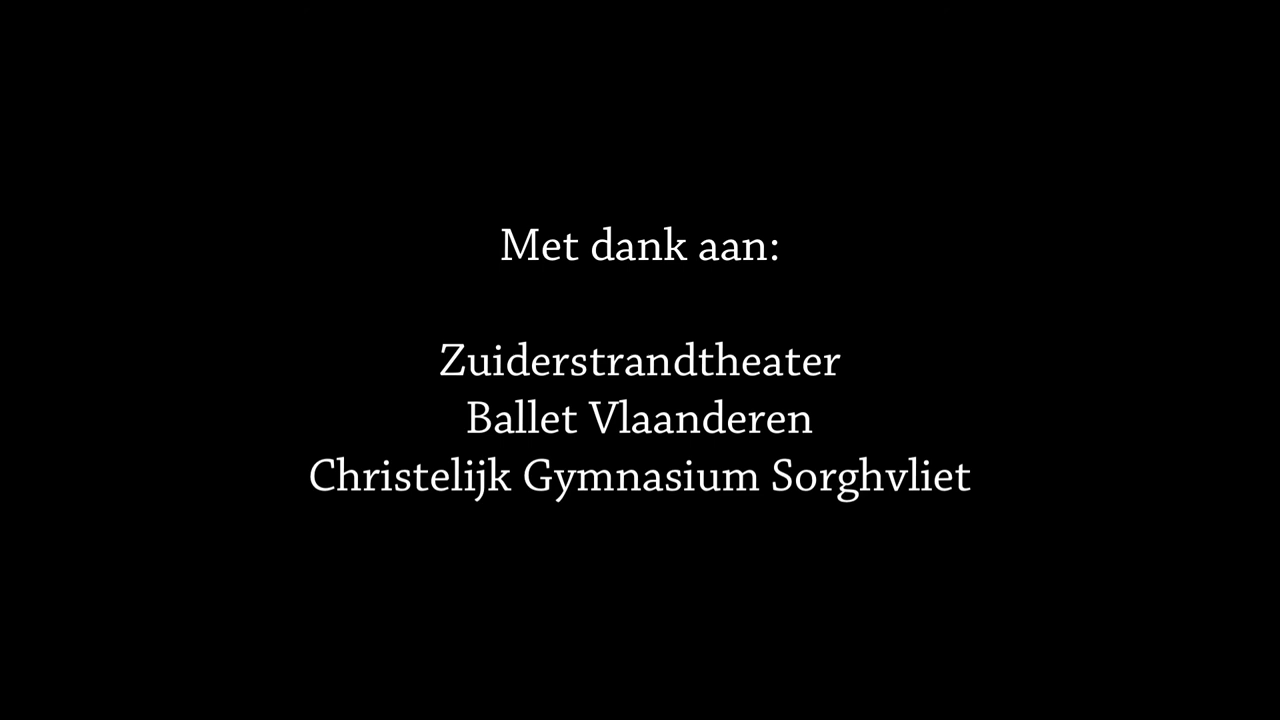 Met dank aan:
Zuiderstrandtheater
Ballet Vlaanderen
Christelijk Gymnasium Sorghvliet